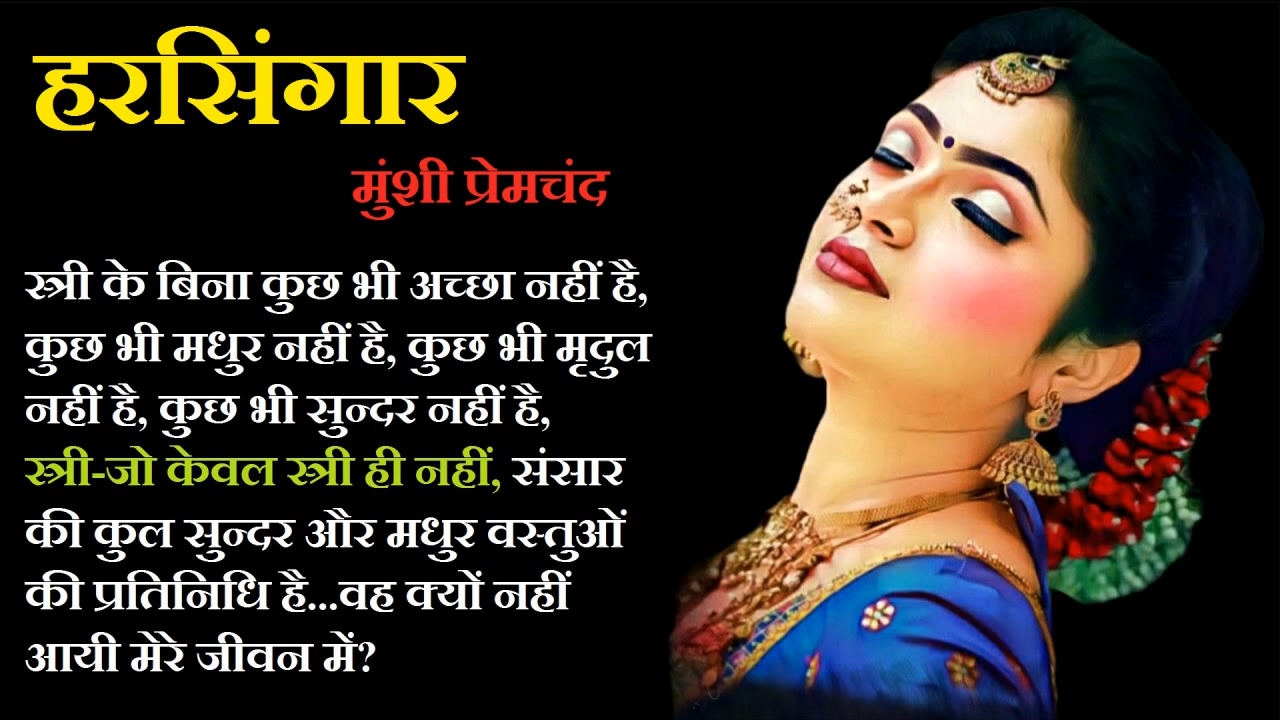 हरसिंगार
मुंशी प्रेमचंद
स्त्री के बिना कुछ भी अच्छा नहीं है,
कुछ भी मधुर नहीं है, कुछ भी मृदुल
नहीं है, कुछ भी सुन्दर नहीं है,
स्त्री-जो केवल स्त्री ही नहीं, संसार
की कुल सुन्दर और मधुर वस्तुओं
की प्रतिनिधि है...वह क्यों नहीं
आयी मेरे जीवन में?